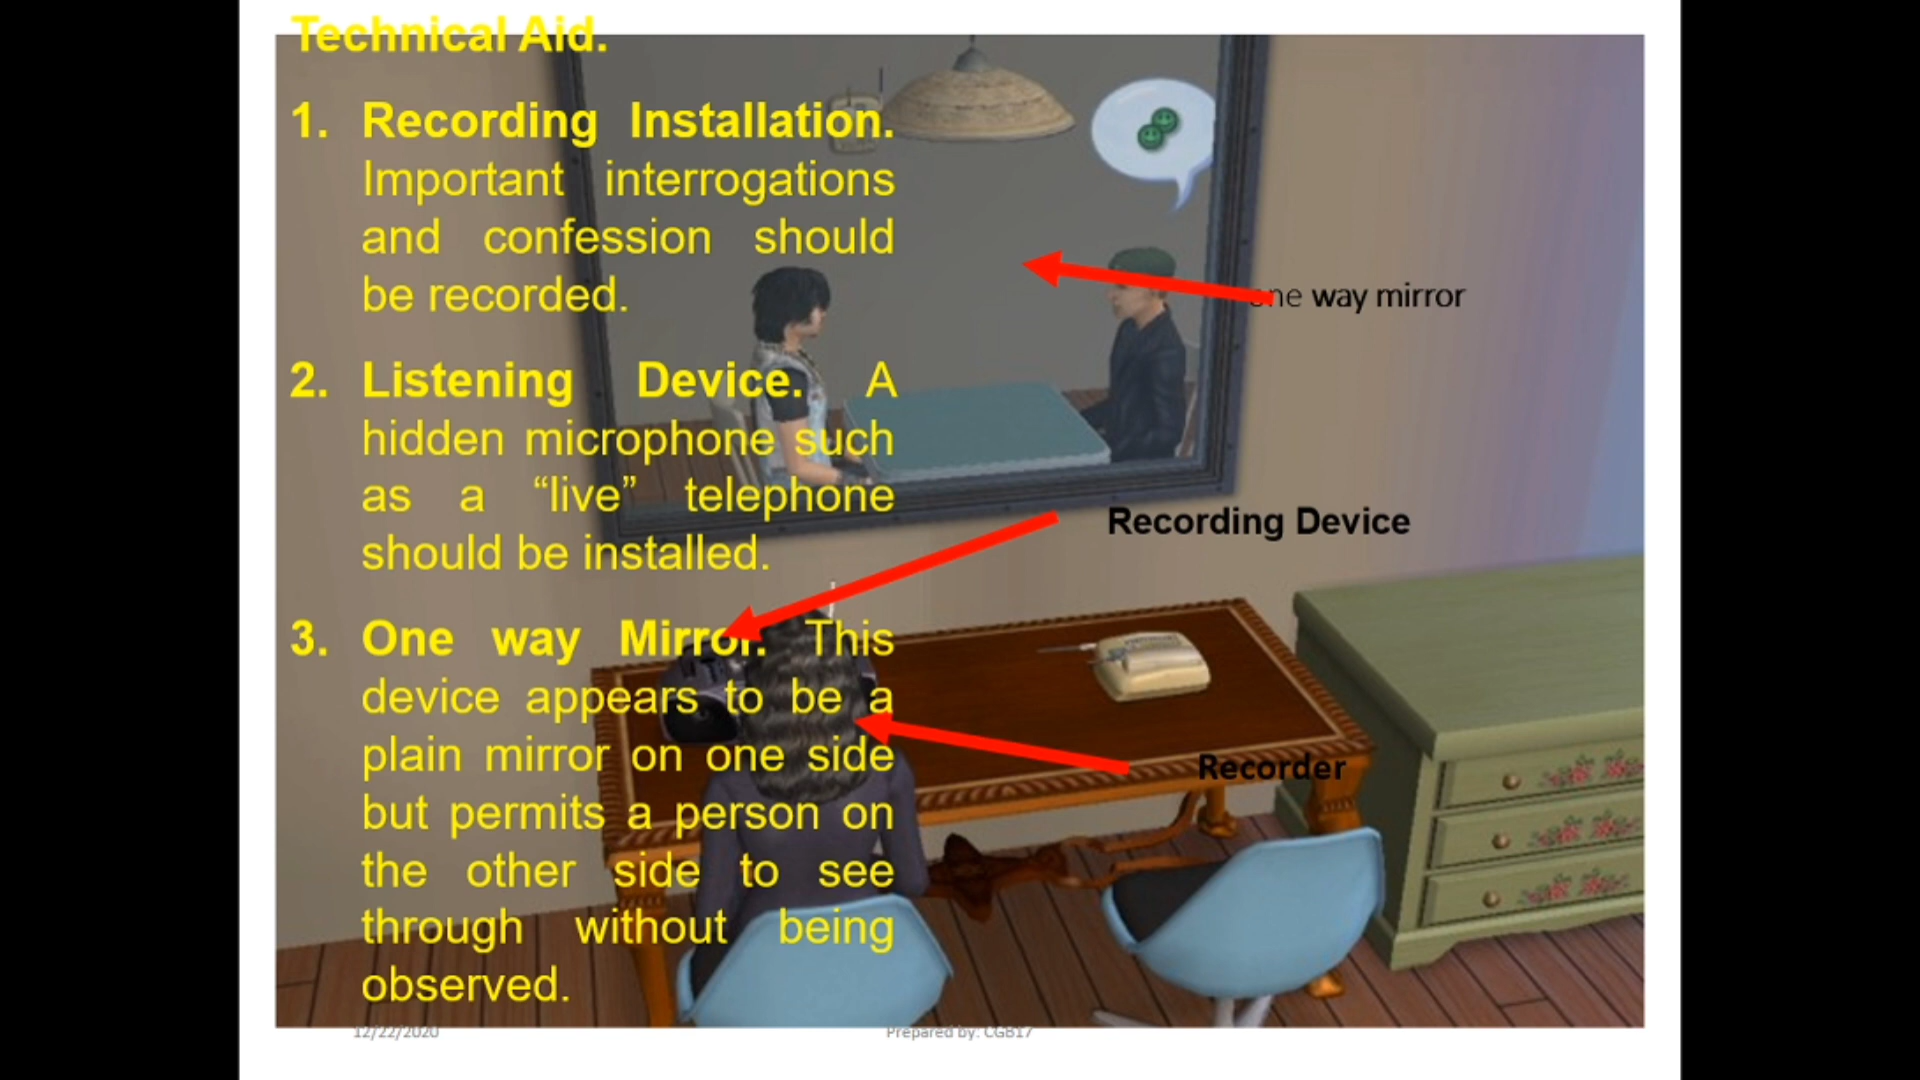 Technical Aid.
1. Recording Installation.
Important interrogations
and confession should
be recorded.
2. Listening Device. A
hidden microphone such
as a “live” telephone
should be installed.
3. One way Mirror. This
device appears to be a
plain mirror on one side
but permits a person on
the other side to see
through without being
observed.
one way mirror
Recording Device
Recorder
12/22/2020
Prepared by: CGB17